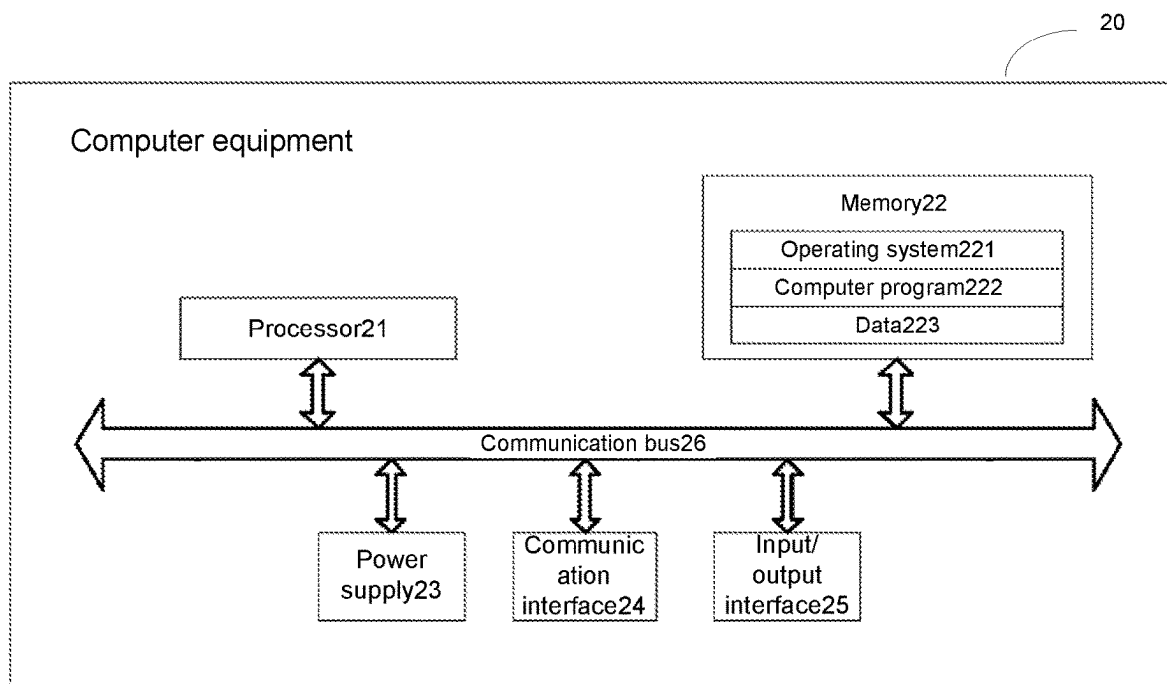 20
Computer equipment
Memory22
Operating system221
Computer program222
Data223
Processor21
Communication bus26
Power
supply23
Communic
ation
interface24
Input/
output
interface25